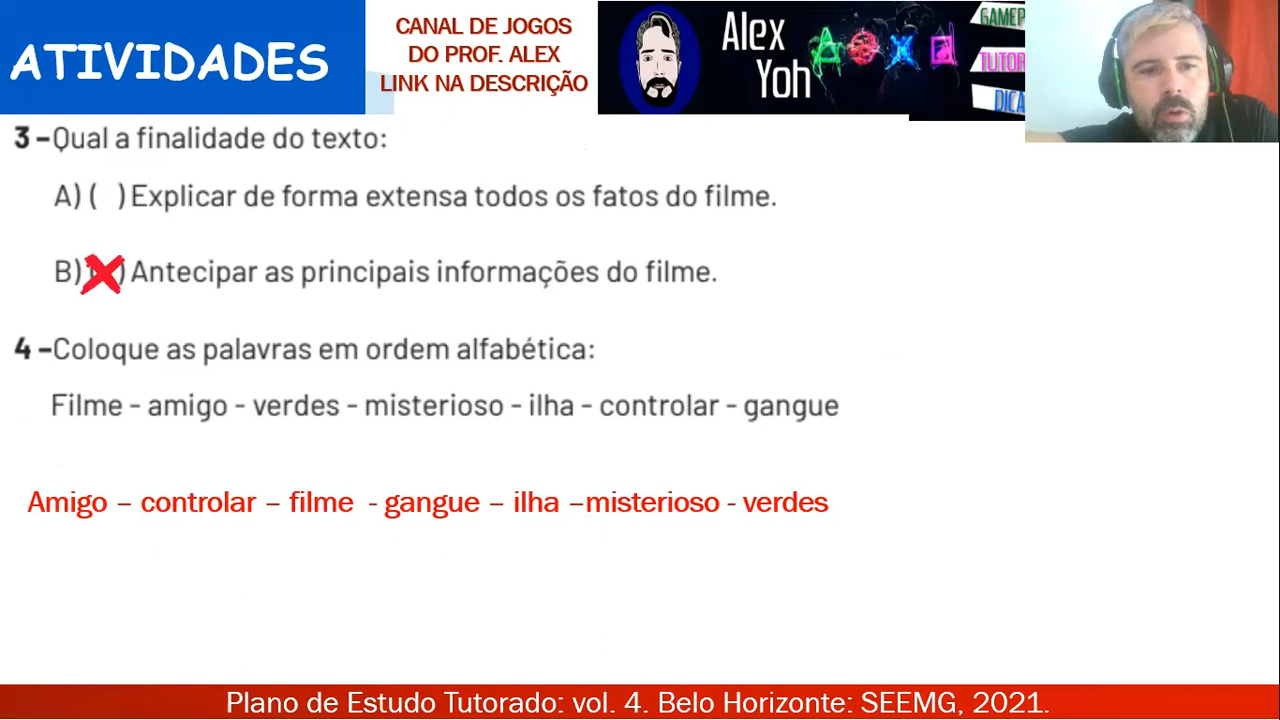 ATIVIDADES
CANAL DE JOGOS
DO PROF. ALEX
LINK NA DESCRIÇÃO
Alex
Yoh
GAMEP
TUTOR
DICA
3 –Qual a finalidade do texto:
A) ( ) Explicar de forma extensa todos os fatos do filme.
B) (X) Antecipar as principais informações do filme.
4 –Coloque as palavras em ordem alfabética:
Filme - amigo - verdes - misterioso - ilha - controlar - gangue
Amigo – controlar – filme - gangue – ilha –misterioso - verdes
Plano de Estudo Tutorado: vol. 4. Belo Horizonte: SEEMG, 2021.